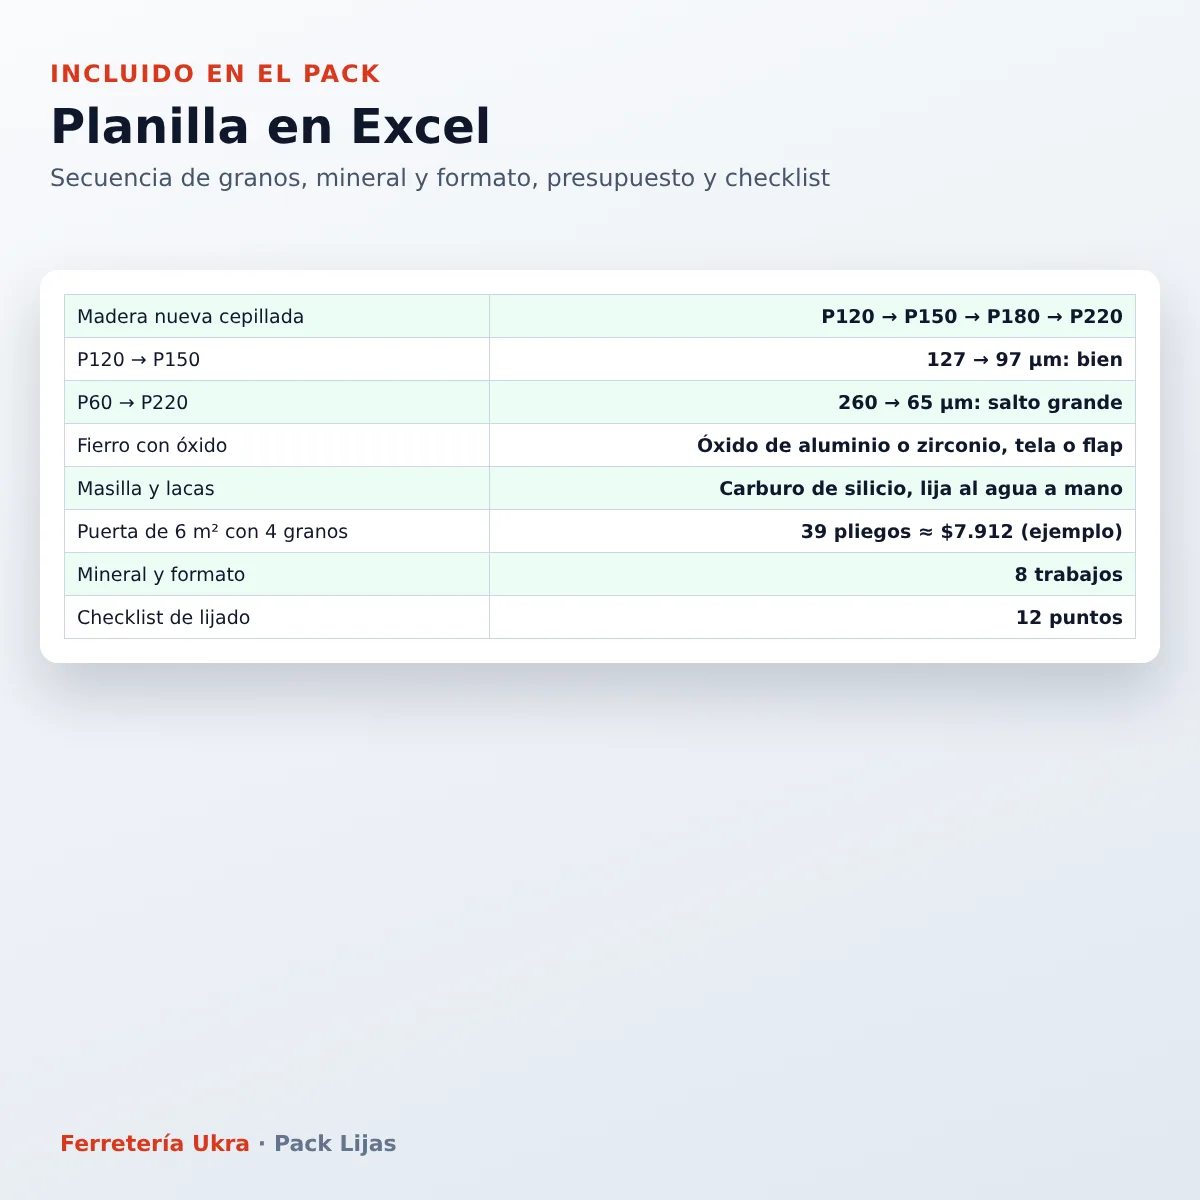 INCLUIDO EN EL PACK
Planilla en Excel
Secuencia de granos, mineral y formato, presupuesto y checklist
Madera nueva cepillada P120 → P150 → P180 → P220
P120 → P150 127 → 97 µm: bien
P60 → P220 260 → 65 µm: salto grande
Fierro con óxido Óxido de aluminio o zirconio, tela o flap
Masilla y lacas Carburo de silicio, lija al agua a mano
Puerta de 6 m² con 4 granos 39 pliegos ≈ $7.912 (ejemplo)
Mineral y formato 8 trabajos
Checklist de lijado 12 puntos
Ferretería Ukra · Pack Lijas